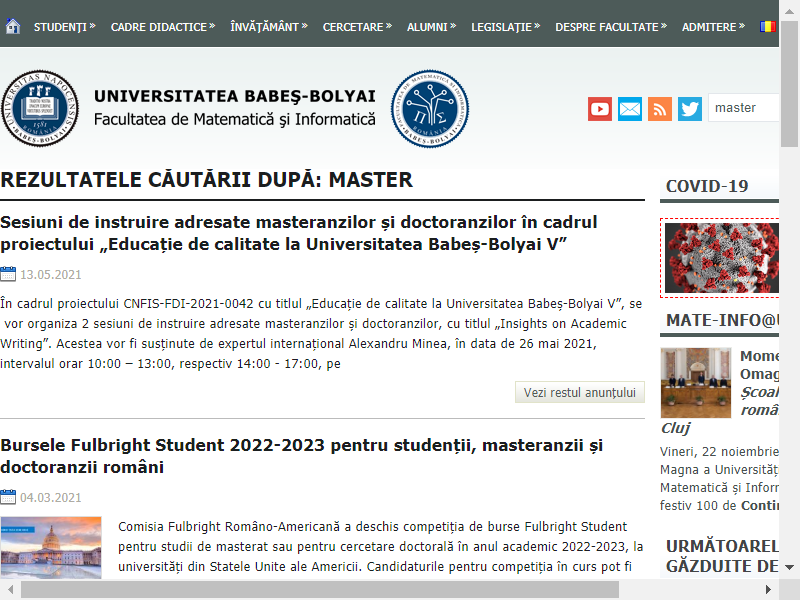 STUDENȚI » CADRE DIDACTICE » ÎNVĂȚĂMÂNT » CERCETARE » ALUMNI » LEGISLAȚIE » DESPRE FACULTATE » ADMITERE »
UNIVERSITATEA BABEŞ-BOLYAI
Facultatea de Matematică şi Informatică
master
REZULTATELE CĂUTĂRII DUPĂ: MASTER
Sesiuni de instruire adresate masteranzilor și doctoranzilor în cadrul
proiectului „Educație de calitate la Universitatea Babeș-Bolyai V”
13.05.2021
În cadrul proiectului CNFIS-FDI-2021-0042 cu titlul „Educație de calitate la Universitatea Babeș-Bolyai V”, se
vor organiza 2 sesiuni de instruire adresate masteranzilor și doctoranzilor, cu titlul „Insights on Academic
Writing”. Acestea vor fi susținute de expertul internațional Alexandru Minea, în data de 26 mai 2021,
intervalul orar 10:00 – 13:00, respectiv 14:00 - 17:00, pe
Vezi restul anunțului
Bursele Fulbright Student 2022-2023 pentru studenții, masteranzii și
doctoranzii români
04.03.2021
Comisia Fulbright Româno-Americană a deschis competiția de burse Fulbright Student
pentru studii de masterat sau pentru cercetare doctorală în anul academic 2022-2023, la
universități din Statele Unite ale Americii. Candidaturile pentru competiția în curs pot fi
COVID-19
MATE-INFO@U
Mome
Omag
Școal
româ
Cluj
Vineri, 22 noiembrie
Magna a Universităț
Matematică și Inforr
festiv 100 de Contin
URMĂTOAREL
GĂZDUITE DE